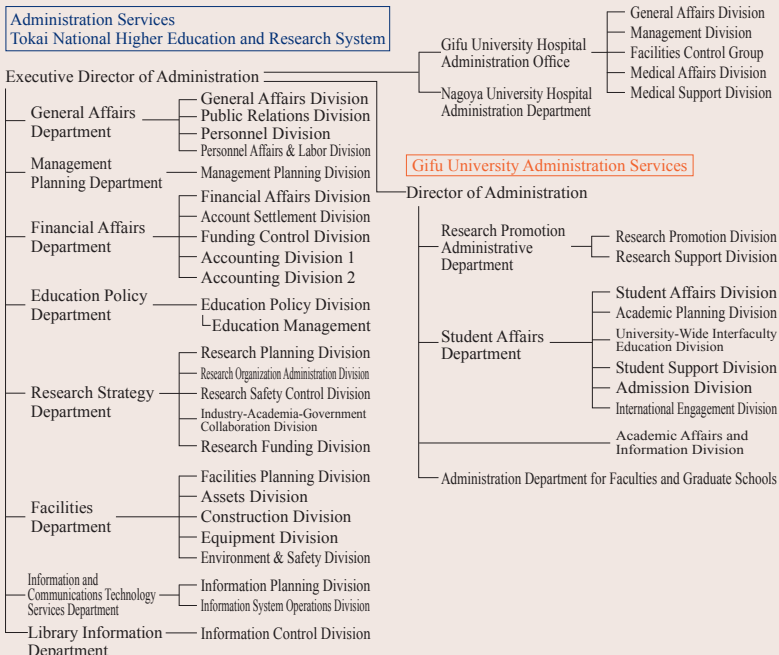 Administration Services
Tokai National Higher Education and Research System
Executive Director of Administration
General Affairs
Department
General Affairs Division
Public Relations Division
Personnel Division
Personnel Affairs & Labor Division
Management
Planning Department
Management Planning Division
Financial Affairs
Department
Financial Affairs Division
Account Settlement Division
Funding Control Division
Accounting Division 1
Accounting Division 2
Education Policy
Department
Education Policy Division
Education Management
Research Strategy
Department
Research Planning Division
Research Organization Administration Division
Research Safety Control Division
Industry-Academia-Government
Collaboration Division
Research Funding Division
Facilities
Department
Facilities Planning Division
Assets Division
Construction Division
Equipment Division
Environment & Safety Division
Information and
Communications Technology
Services Department
Information Planning Division
Information System Operations Division
Library Information
Department
Information Control Division
Gifu University Hospital
Administration Office
General Affairs Division
Management Division
Facilities Control Group
Medical Affairs Division
Medical Support Division
Nagoya University Hospital
Administration Department
Gifu University Administration Services
Director of Administration
Research Promotion
Administrative
Department
Research Promotion Division
Research Support Division
Student Affairs
Department
Student Affairs Division
Academic Planning Division
University-Wide Interfaculty
Education Division
Student Support Division
Admission Division
International Engagement Division
Academic Affairs and
Information Division
Administration Department for Faculties and Graduate Schools